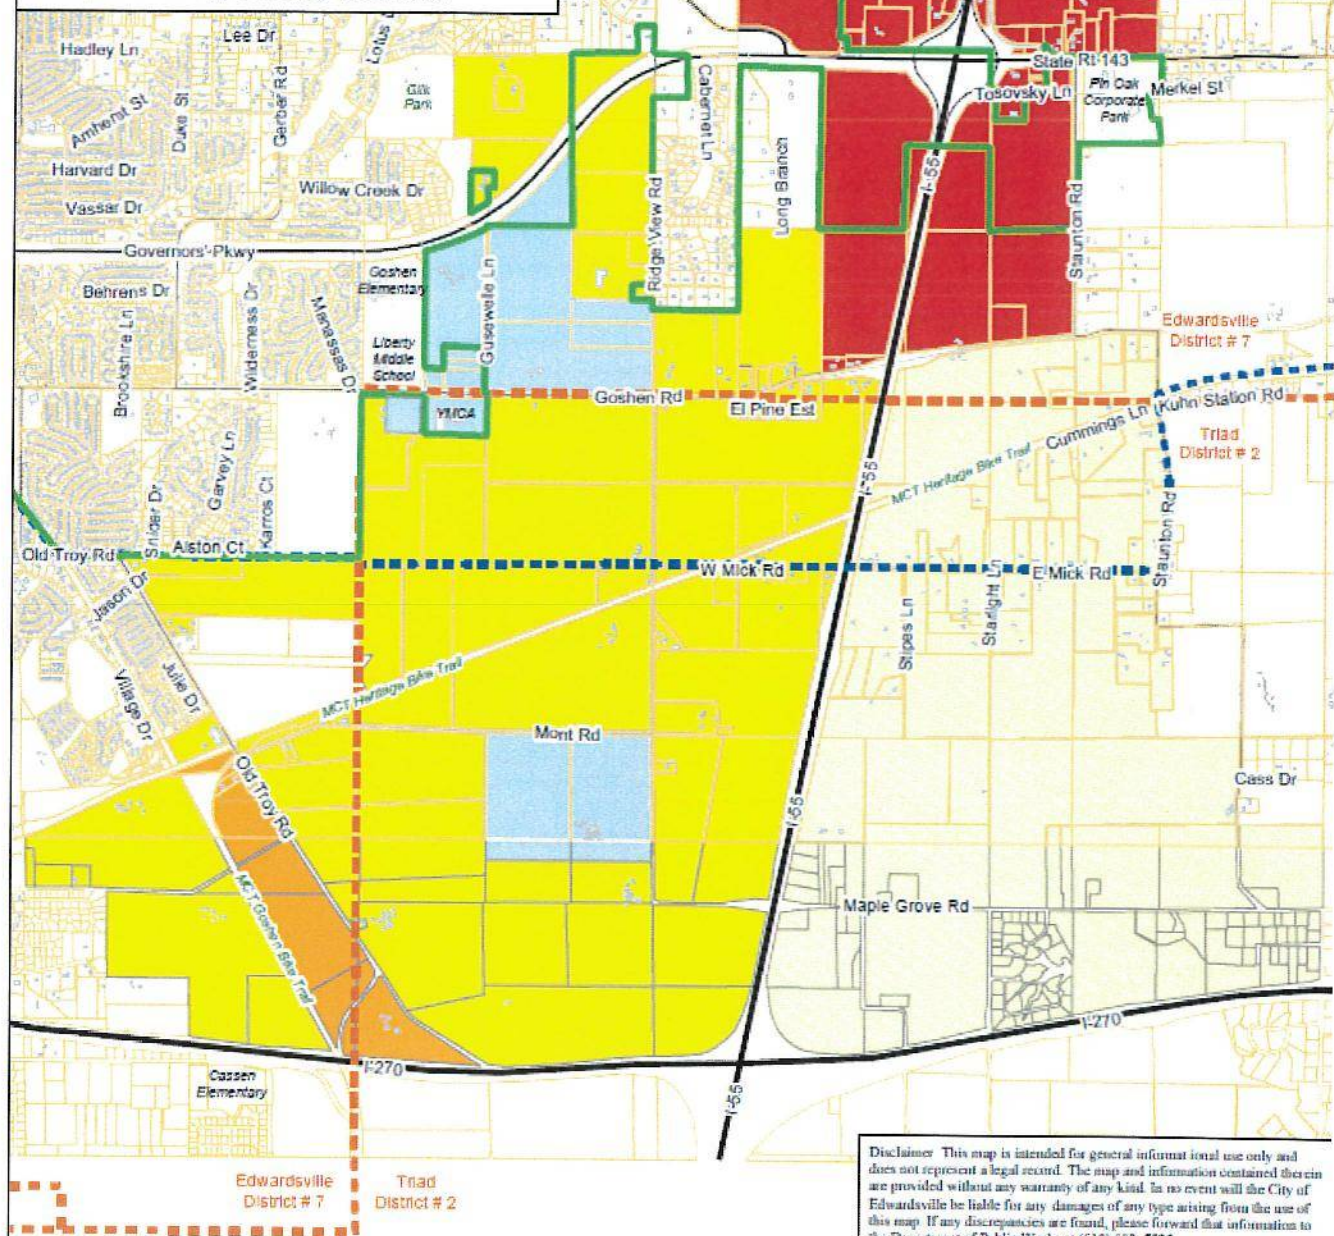 Hadley Ln
Lee Dr
Amherst St
Duke St
Gerber Rd
Park
Cabernet Ln
State Rt-143
Tosovsky Ln
Pin Oak
Corporate
Park
Merkel St
Harvard Dr
Vassar Dr
Willow Creek Dr
Long Branch
I-55
Staunton Rd
Governors' Pkwy
Behrens Dr
Goshen
Elementary
Gusewelle Ln
Ridge View Rd
Brookshire Ln
Wilderness Dr
Manassas Dr
Liberty
Middle
School
Edwardsville
District # 7
Goshen Rd
YMCA
El Pine Est
Cummings Ln
Kuhn Station Rd
Triad
District # 2
MCT Heritage Bike Trail
I-55
Snider Dr
Garvey Ln
Karros Ct
Old Troy Rd
Alston Ct
W Mick Rd
E Mick Rd
Staunton Rd
Jason Dr
Stipes Ln
Starlight Ln
Julie Dr
Village Dr
MCT Heritage Bike Trail
Mont Rd
Old Troy Rd
Cass Dr
I-55
MCT Goshen Bike Trail
Maple Grove Rd
I-270
I-270
Cassen
Elementary
I-55
Edwardsville
District # 7
Triad
District # 2
Disclaimer This map is intended for general informat ional use only and
does not represent a legal record. The map and information contained therein
are provided without any warranty of any kind. In no event will the City of
Edwardsville be liable for any damages of any type arising from the use of
this map. If any discrepancies are found, please forward that information to